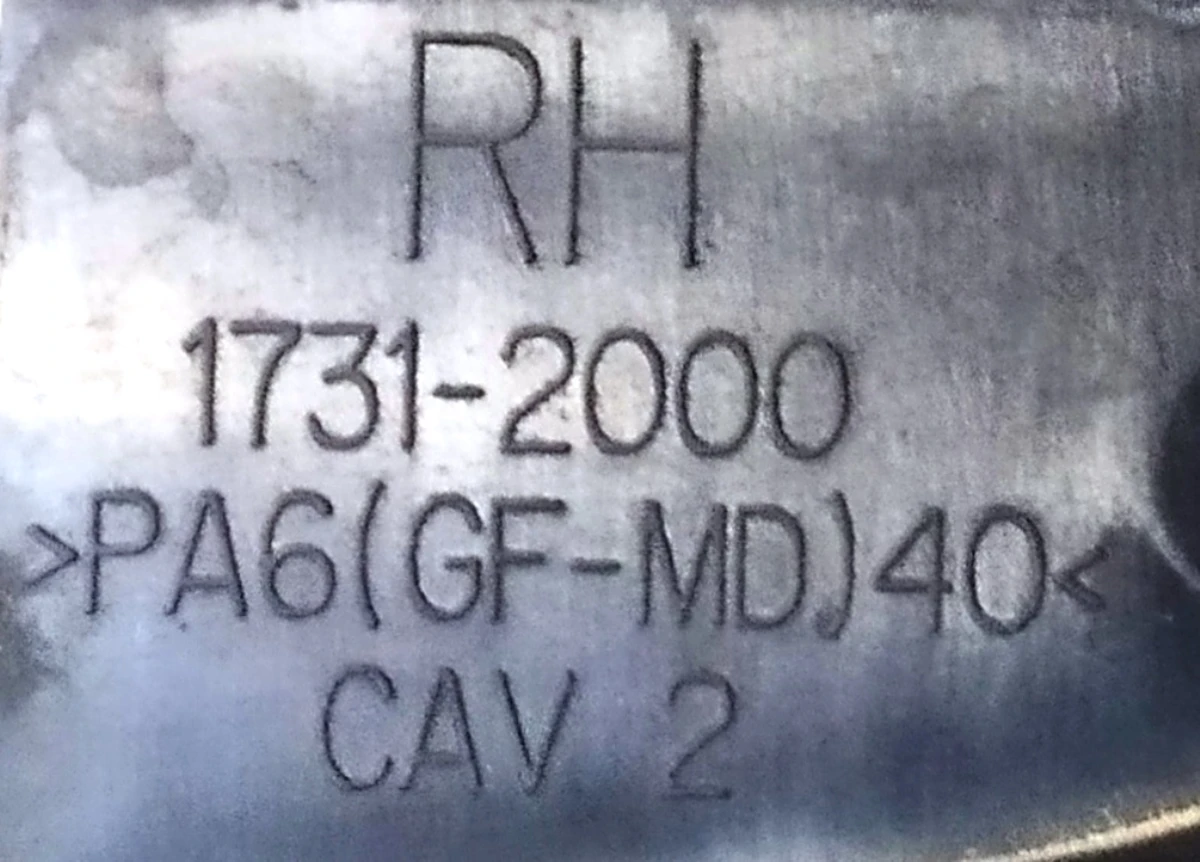 RH
1731-2000
>PA6(GF-MD)40<
CAV 2